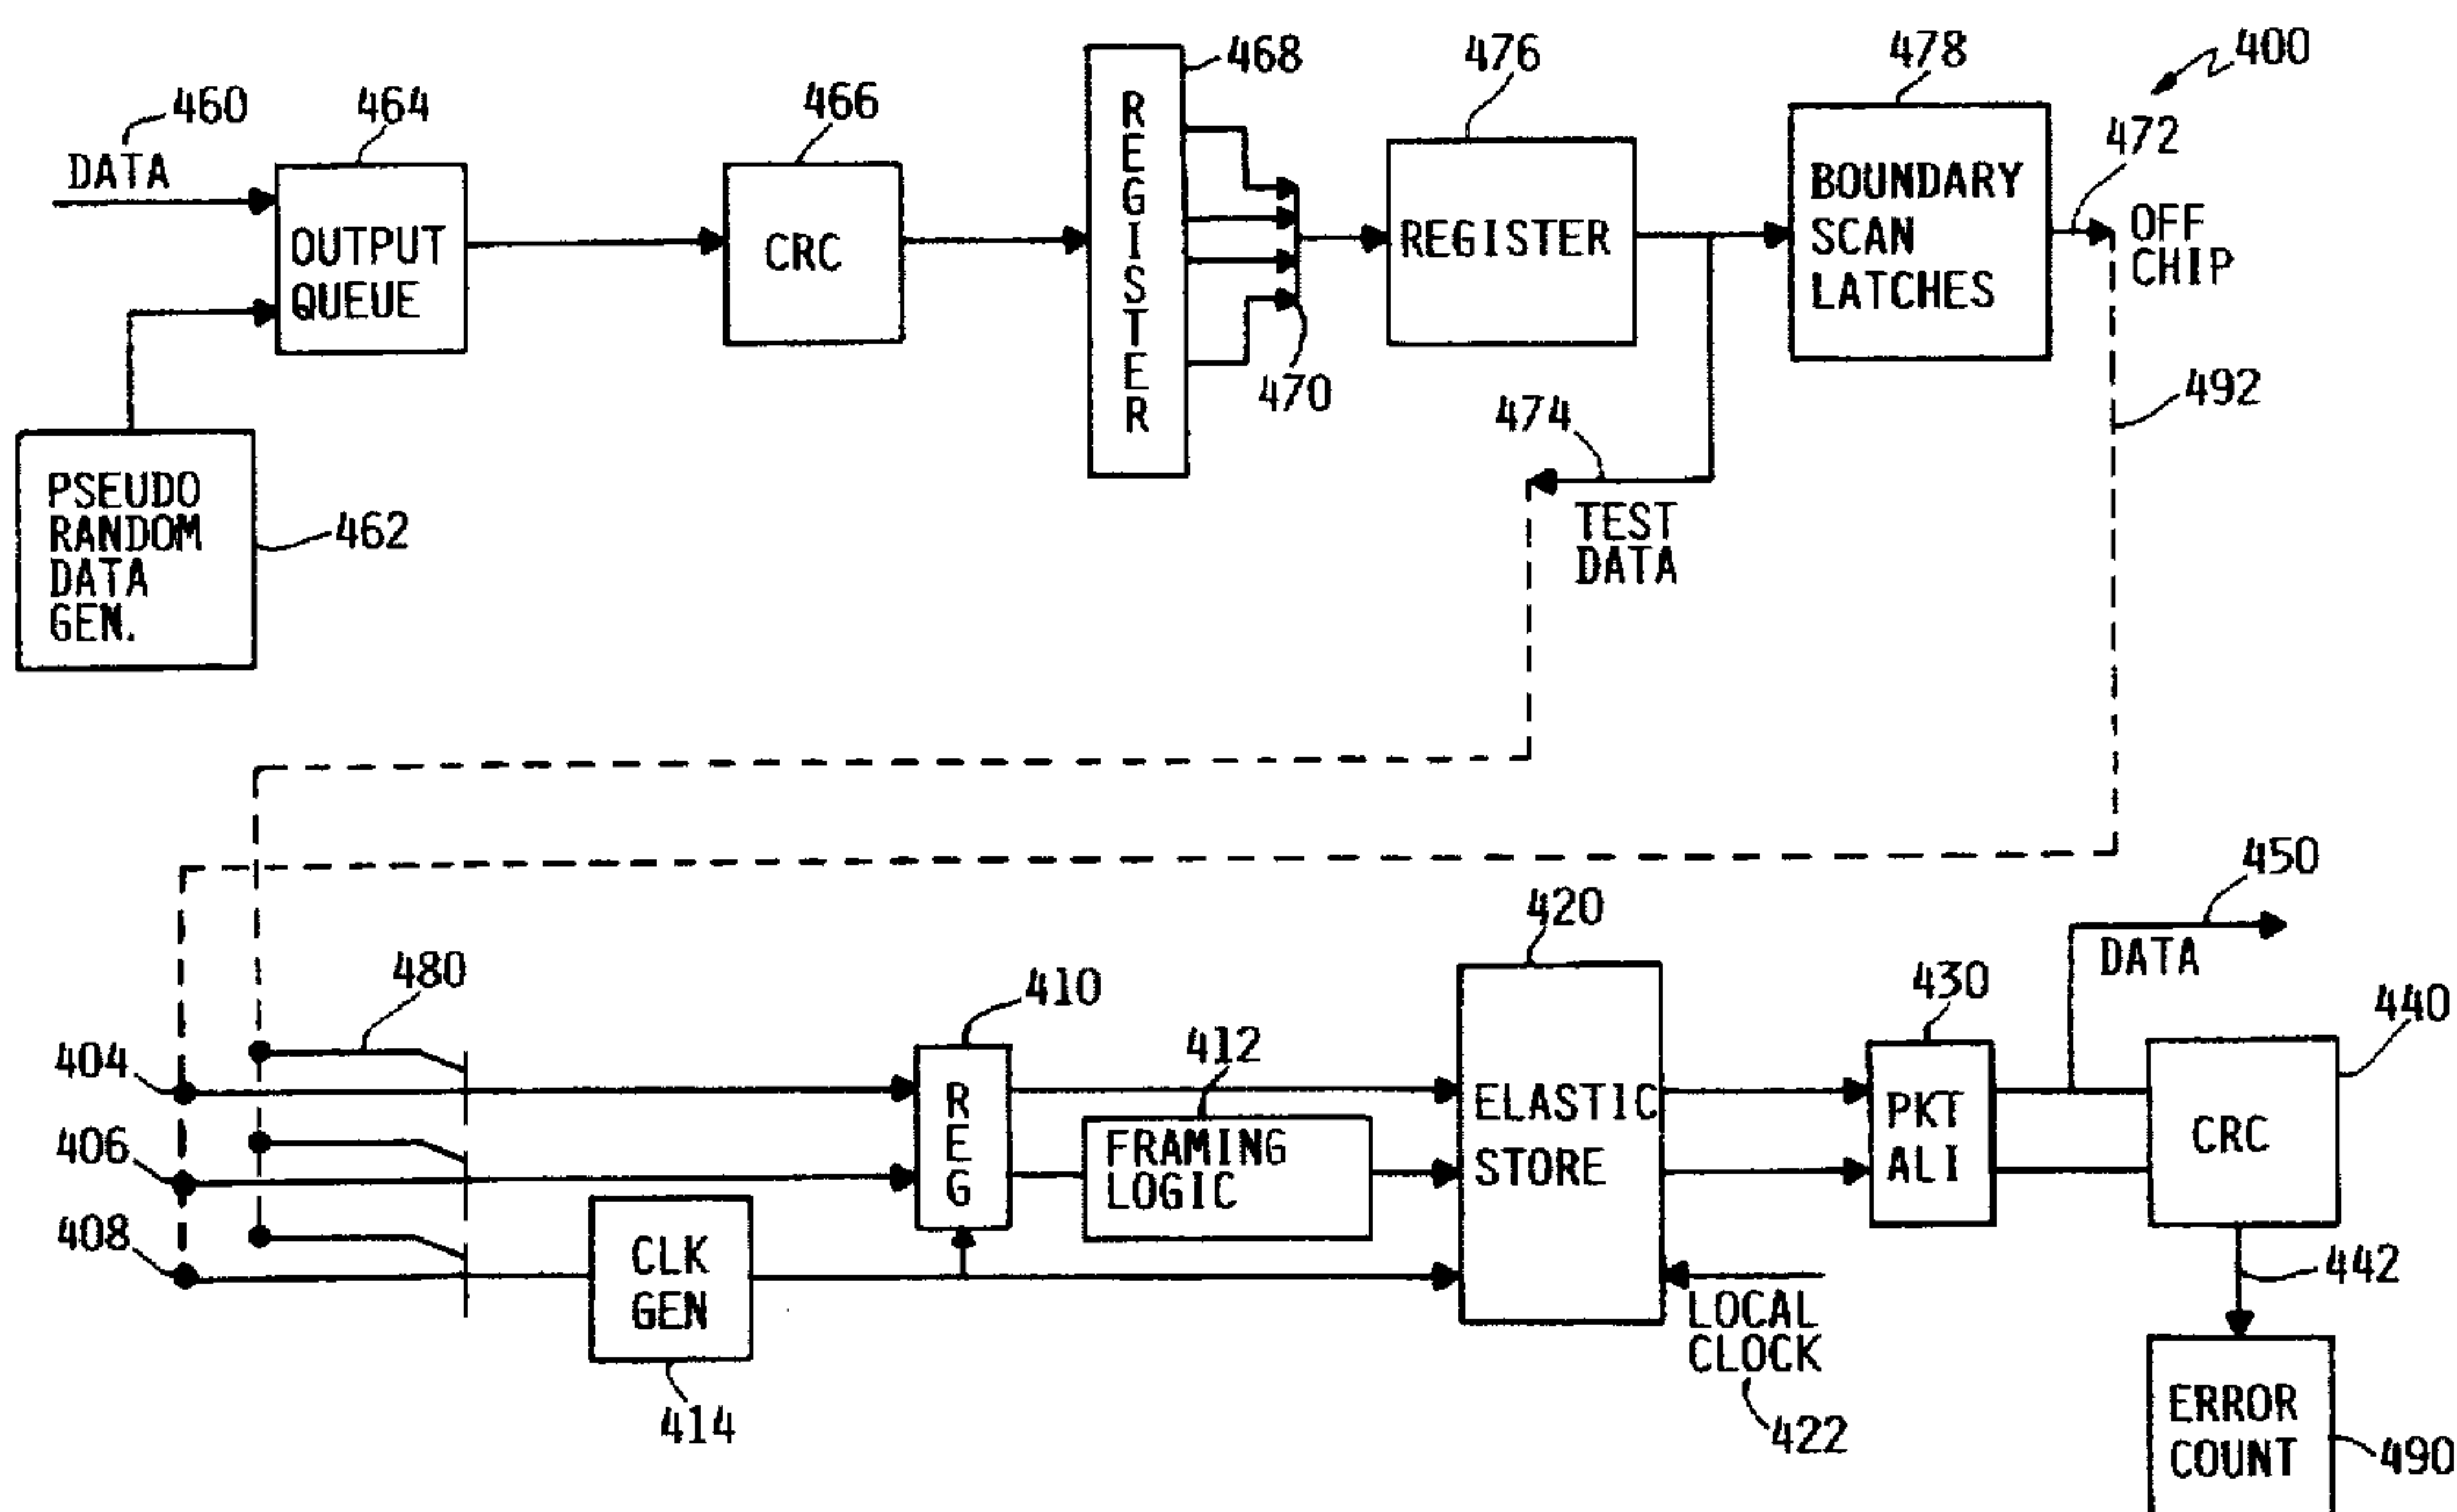 460
DATA
464
OUTPUT
QUEUE
PSEUDO
RANDOM
DATA
GEN.
462
466
CRC
468
REGISTER
470
476
REGISTER
474
TEST
DATA
478
BOUNDARY
SCAN
LATCHES
400
472
OFF
CHIP
492
480
404
406
408
CLK
GEN
414
410
REG
412
FRAMING
LOGIC
420
ELASTIC
STORE
LOCAL
CLOCK
422
430
PKT
ALI
450
DATA
440
CRC
442
ERROR
COUNT
490